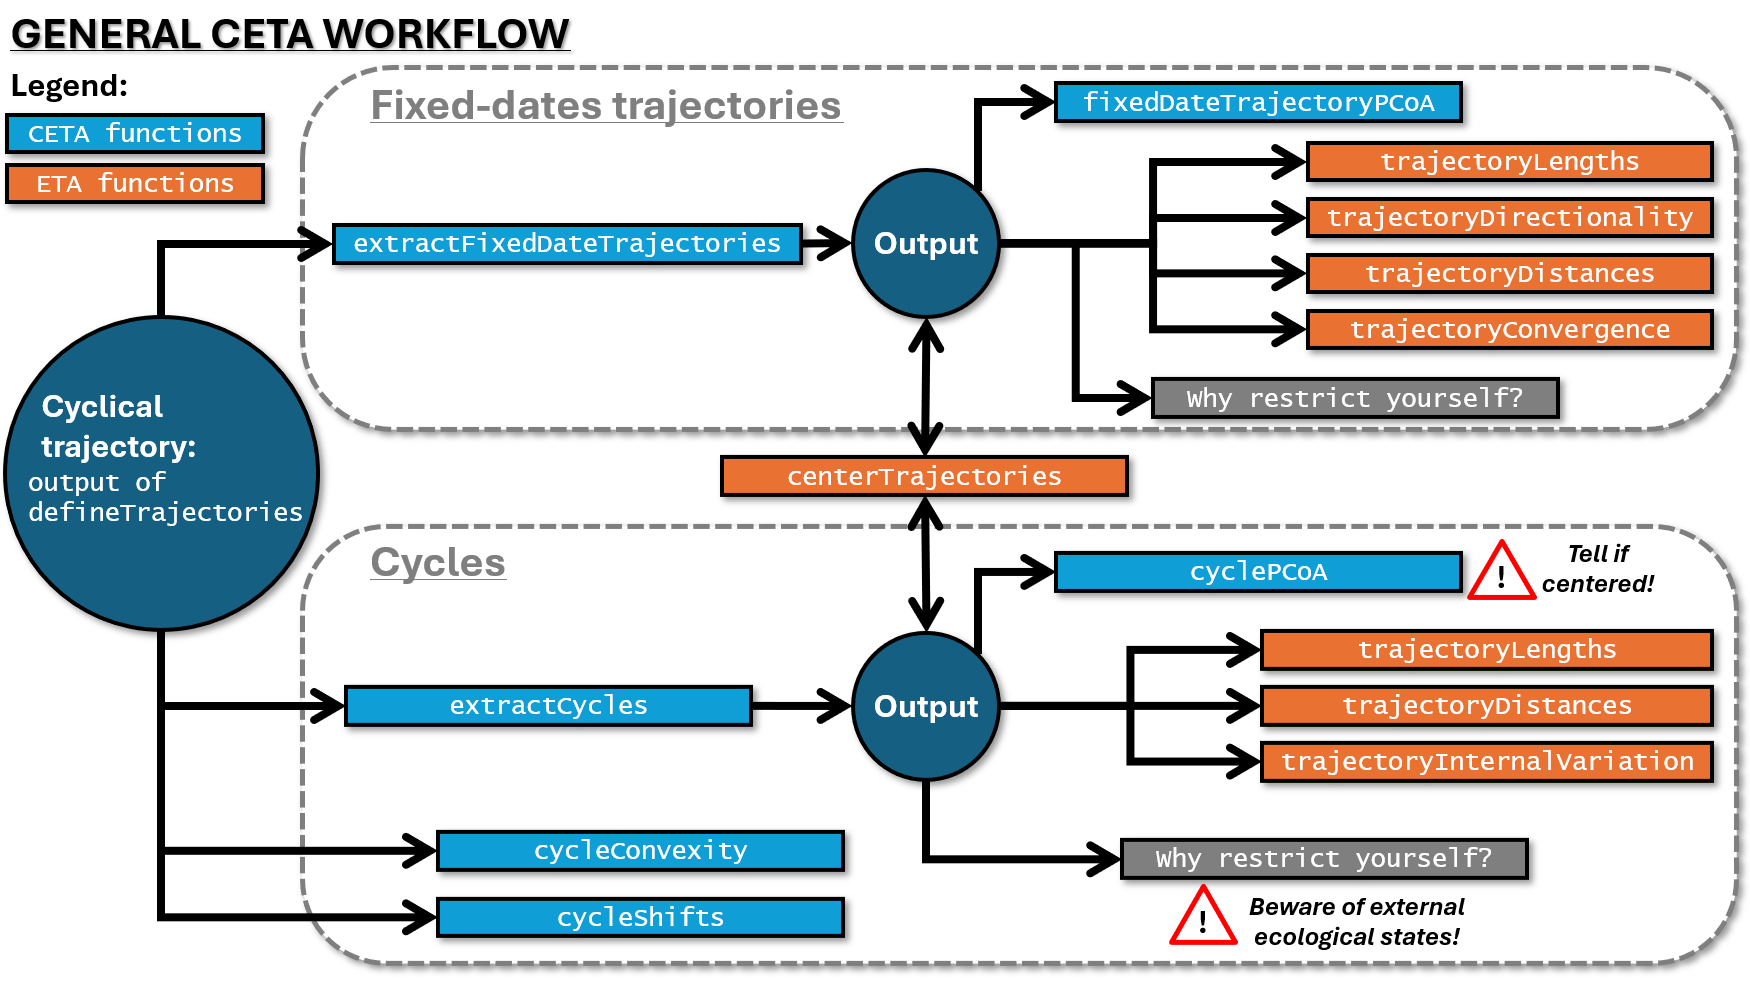 GENERAL CETA WORKFLOW
Legend:
CETA functions
ETA functions
Fixed-dates trajectories
fixedDateTrajectoryPCoA
trajectoryLengths
trajectoryDirectionality
extractFixedDateTrajectories
Output
trajectoryDistances
trajectoryConvergence
Why restrict yourself?
Cyclical
trajectory:
output of
defineTrajectories
centerTrajectories
Cycles
cyclePCoA
!
Tell if
centered!
trajectoryLengths
extractCycles
Output
trajectoryDistances
trajectoryInternalVariation
cycleConvexity
Why restrict yourself?
cycleShifts
!
Beware of external
ecological states!